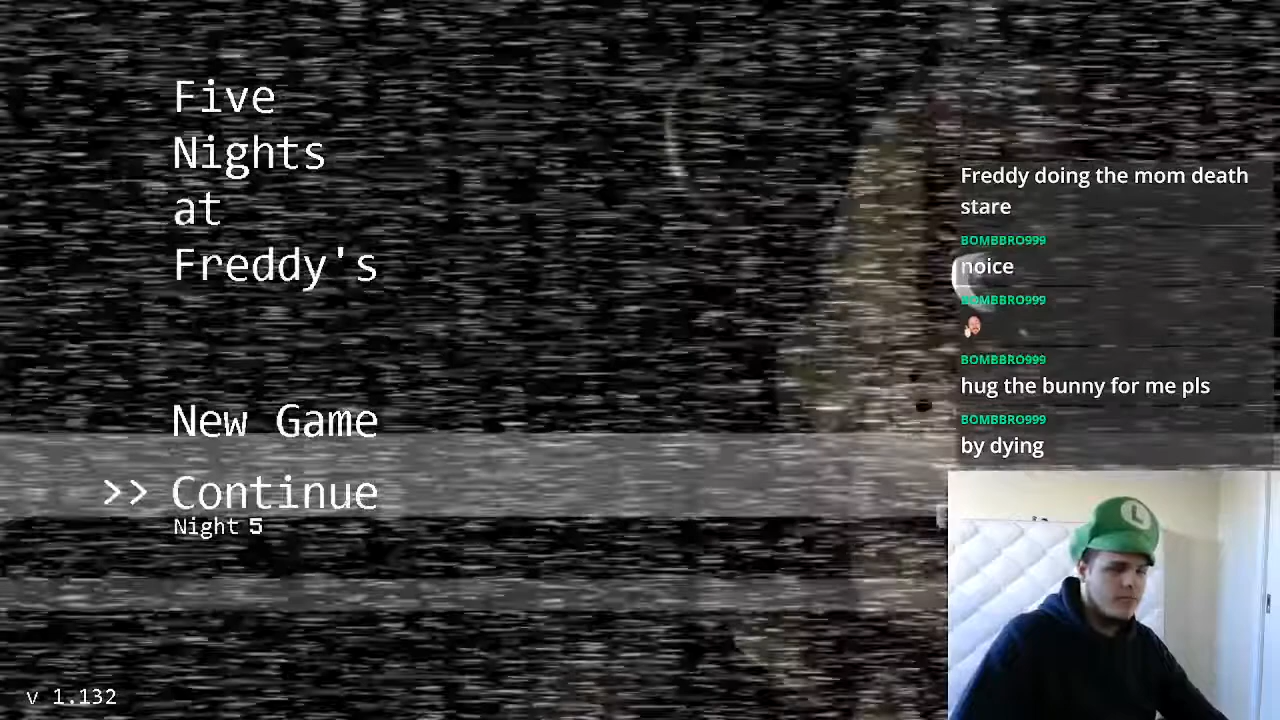 Five
Nights
at
Freddy's
New Game
>> Continue
Night 5
v 1.132
Freddy doing the mom death
stare
BOMBBRO999
noice
BOMBBRO999
BOMBBRO999
hug the bunny for me pls
BOMBBRO999
by dying
L